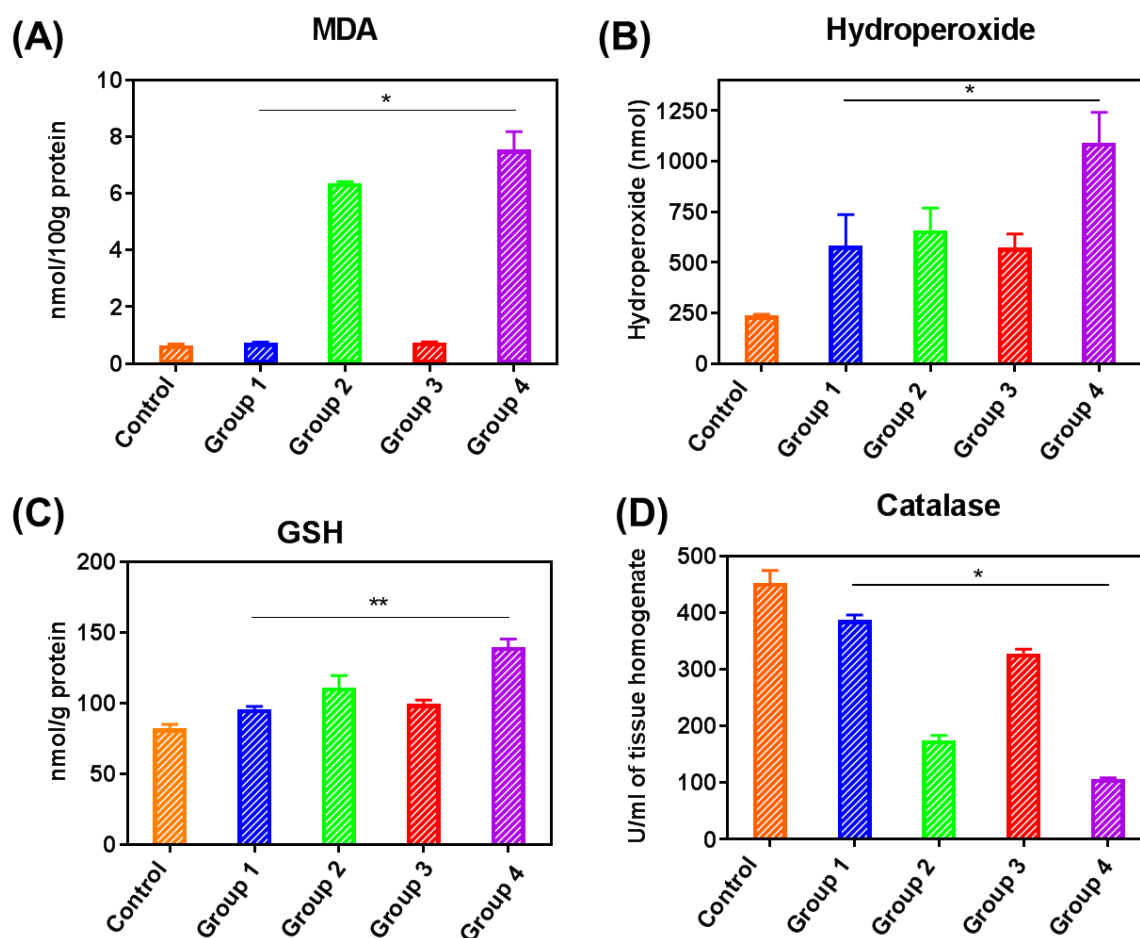 (A)
MDA
nmol/100g protein
10
8
6
4
2
0
*
Control
Group 1
Group 2
Group 3
Group 4
(B)
Hydroperoxide
Hydroperoxide (nmol)
1250
1000
750
500
250
0
*
Control
Group 1
Group 2
Group 3
Group 4
(C)
GSH
nmol/g protein
200
150
100
50
0
**
Control
Group 1
Group 2
Group 3
Group 4
(D)
Catalase
U/ml of tissue homogenate
500
400
300
200
100
0
*
Control
Group 1
Group 2
Group 3
Group 4